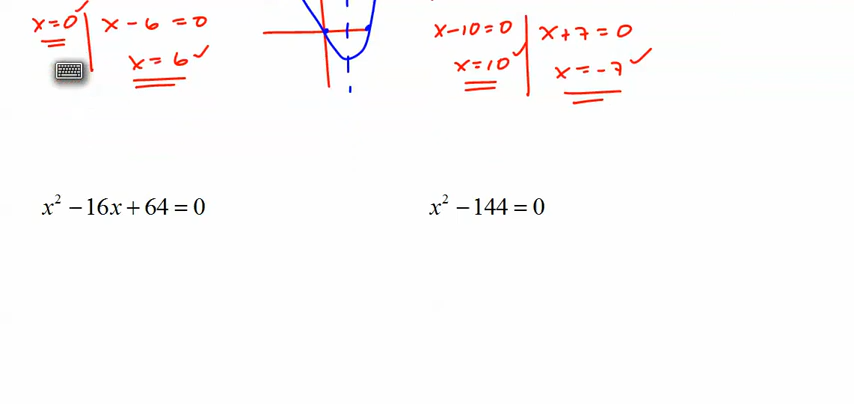 x=0 | x - 6 = 0
x = 6
x-10=0 | x+7=0
x=10
x=-7
x² − 16x + 64 = 0
x² − 144 = 0